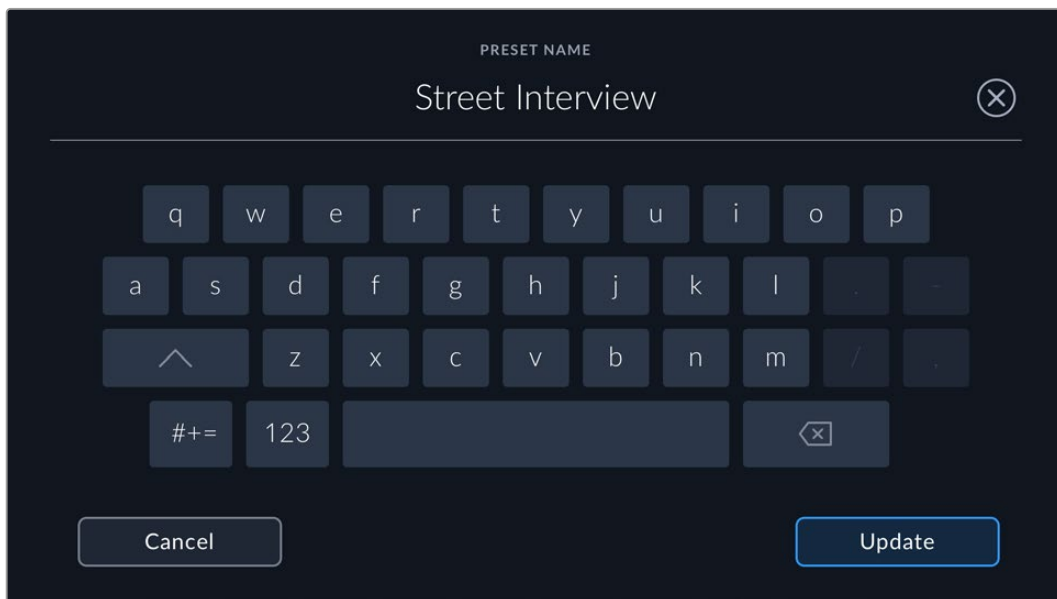 PRESET NAME
Street Interview
q w e r t y u i o p
a s d f g h j k l . -
z x c v b n m / ,
#+= 123
Cancel Update